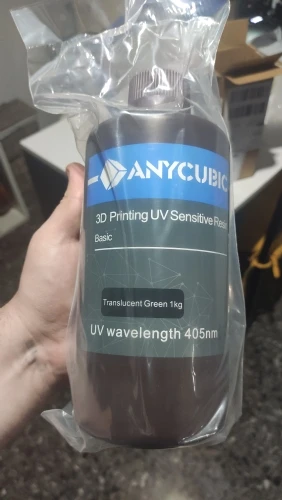 ANYCUBIC
3D Printing UV Sensitive Resin
Basic
Translucent Green 1kg
UV wavelength 405nm